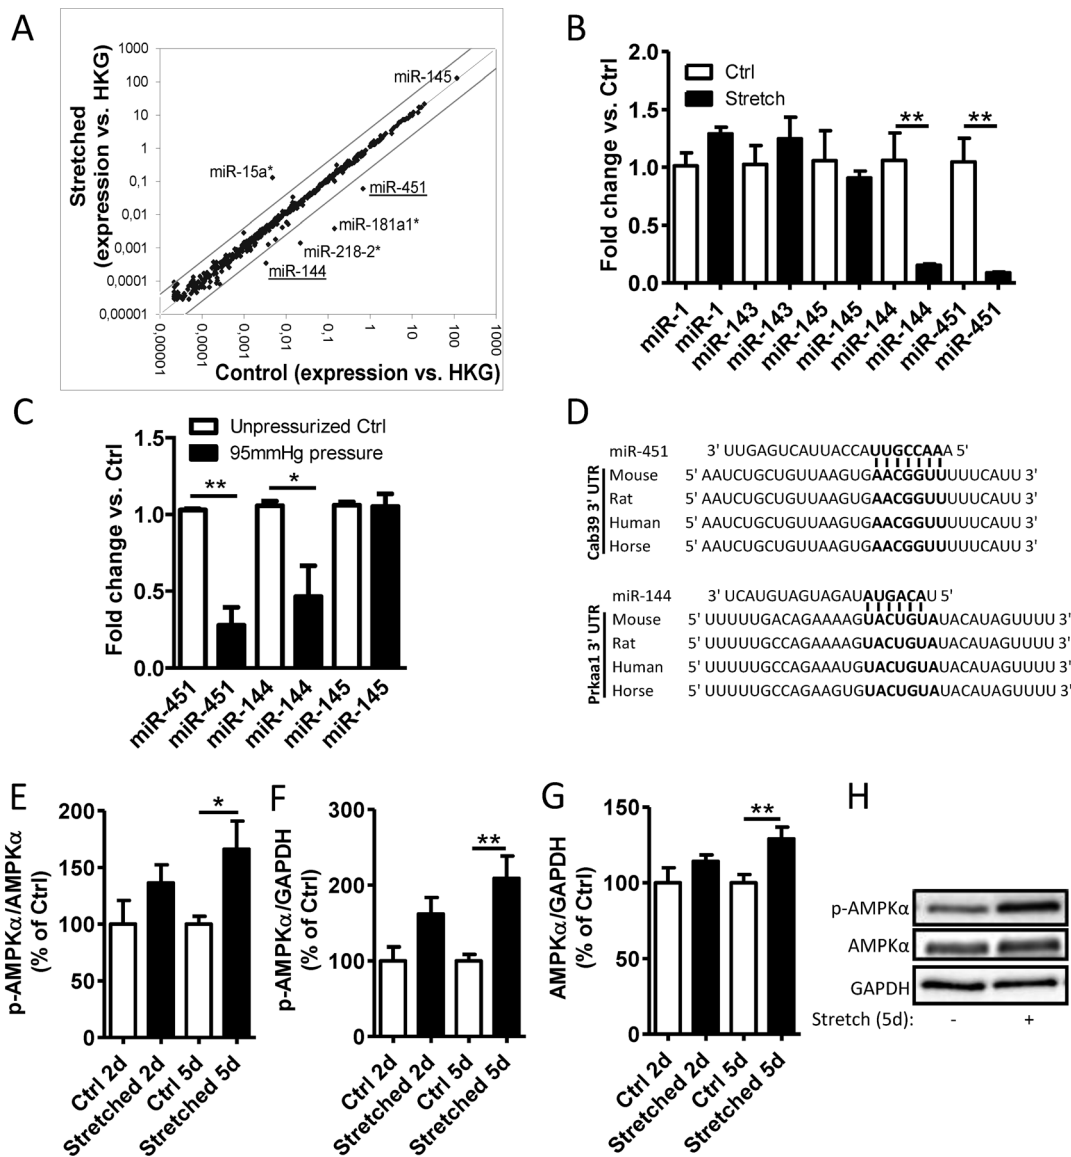 A
Stretched
(expression vs. HKG)
1000
100
10
1
0,1
0,01
0,001
0,0001
0,00001
miR-145
miR-15a*
miR-451
miR-181a1*
miR-218-2*
miR-144
0,00001
0,0001
0,001
0,01
0,1
1
10
100
1000
Control (expression vs. HKG)
B
Fold change vs. Ctrl
2.0
1.5
1.0
0.5
0.0
Ctrl
Stretch
**
**
miR-1
miR-1
miR-143
miR-143
miR-145
miR-145
miR-144
miR-144
miR-451
miR-451
C
Fold change vs. Ctrl
1.5
1.0
0.5
0.0
Unpressurized Ctrl
95mmHg pressure
**
*
miR-451
miR-451
miR-144
miR-144
miR-145
miR-145
D
miR-451 3' UUGAGUCAUUACCAUUGCCAAA 5'
Cab39 3' UTR
Mouse 5' AAUCUGCUGUUAAGUGAACGGUUUUUCAUU 3'
Rat 5' AAUCUGCUGUUAAGUGAACGGUUUUUCAUU 3'
Human 5' AAUCUGCUGUUAAGUGAACGGUUUUUCAUU 3'
Horse 5' AAUCUGCUGUUAAGUGAACGGUUUUUCAUU 3'
miR-144 3' UCAUGUAGUAGAUAUGACAU 5'
Prkaa1 3' UTR
Mouse 5' UUUUUGACAGAAAAGUACUGUAUACAUAGUUUU 3'
Rat 5' UUUUUGCCAGAAAAGUACUGUAUACAUAGUUUU 3'
Human 5' UUUUUGCCAGAAAUGUACUGUAUACAUAGUUUU 3'
Horse 5' UUUUUGCCAGAAGUGUACUGUAUACAUAGUUUU 3'
E
p-AMPKα/AMPKα
(% of Ctrl)
200
150
100
50
0
*
Ctrl 2d
Stretched 2d
Ctrl 5d
Stretched 5d
F
p-AMPKα/GAPDH
(% of Ctrl)
300
200
100
0
**
Ctrl 2d
Stretched 2d
Ctrl 5d
Stretched 5d
G
AMPKα/GAPDH
(% of Ctrl)
150
100
50
0
**
Ctrl 2d
Stretched 2d
Ctrl 5d
Stretched 5d
H
p-AMPKα
AMPKα
GAPDH
Stretch (5d): - +